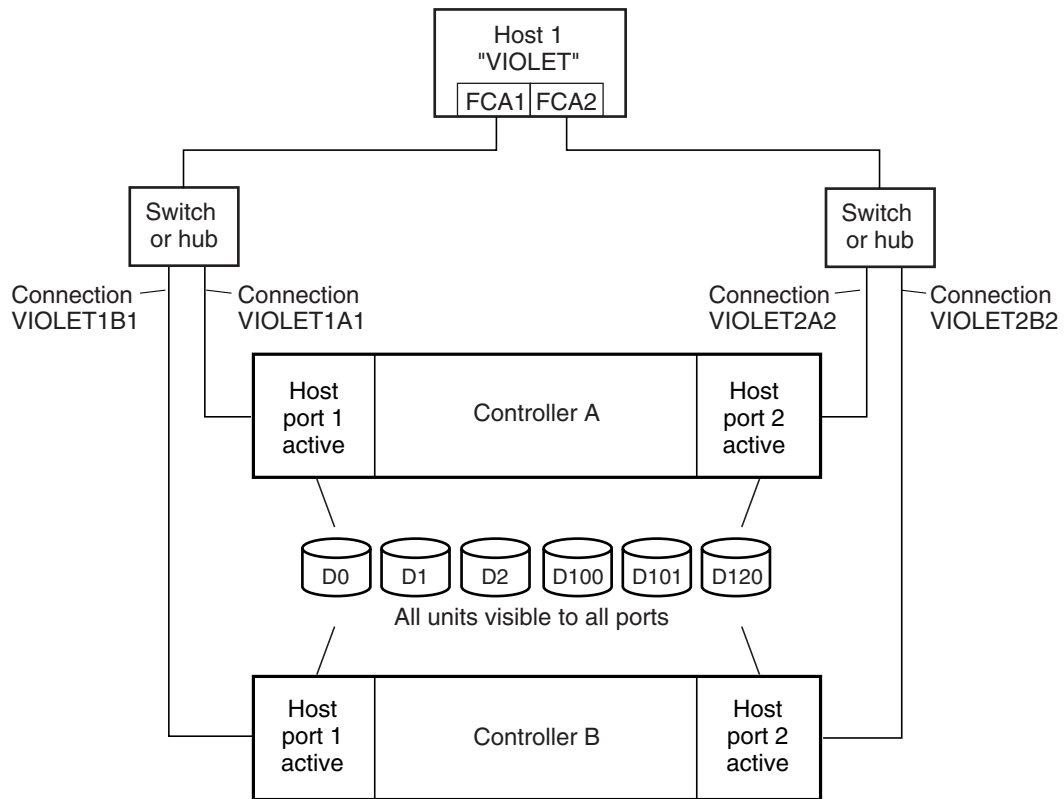 Host 1
"VIOLET"
FCA1 FCA2
Switch
or hub
Switch
or hub
Connection
VIOLET1B1
Connection
VIOLET1A1
Connection
VIOLET2A2
Connection
VIOLET2B2
Host
port 1
active
Controller A
Host
port 2
active
D0 D1 D2 D100 D101 D120
All units visible to all ports
Host
port 1
active
Controller B
Host
port 2
active